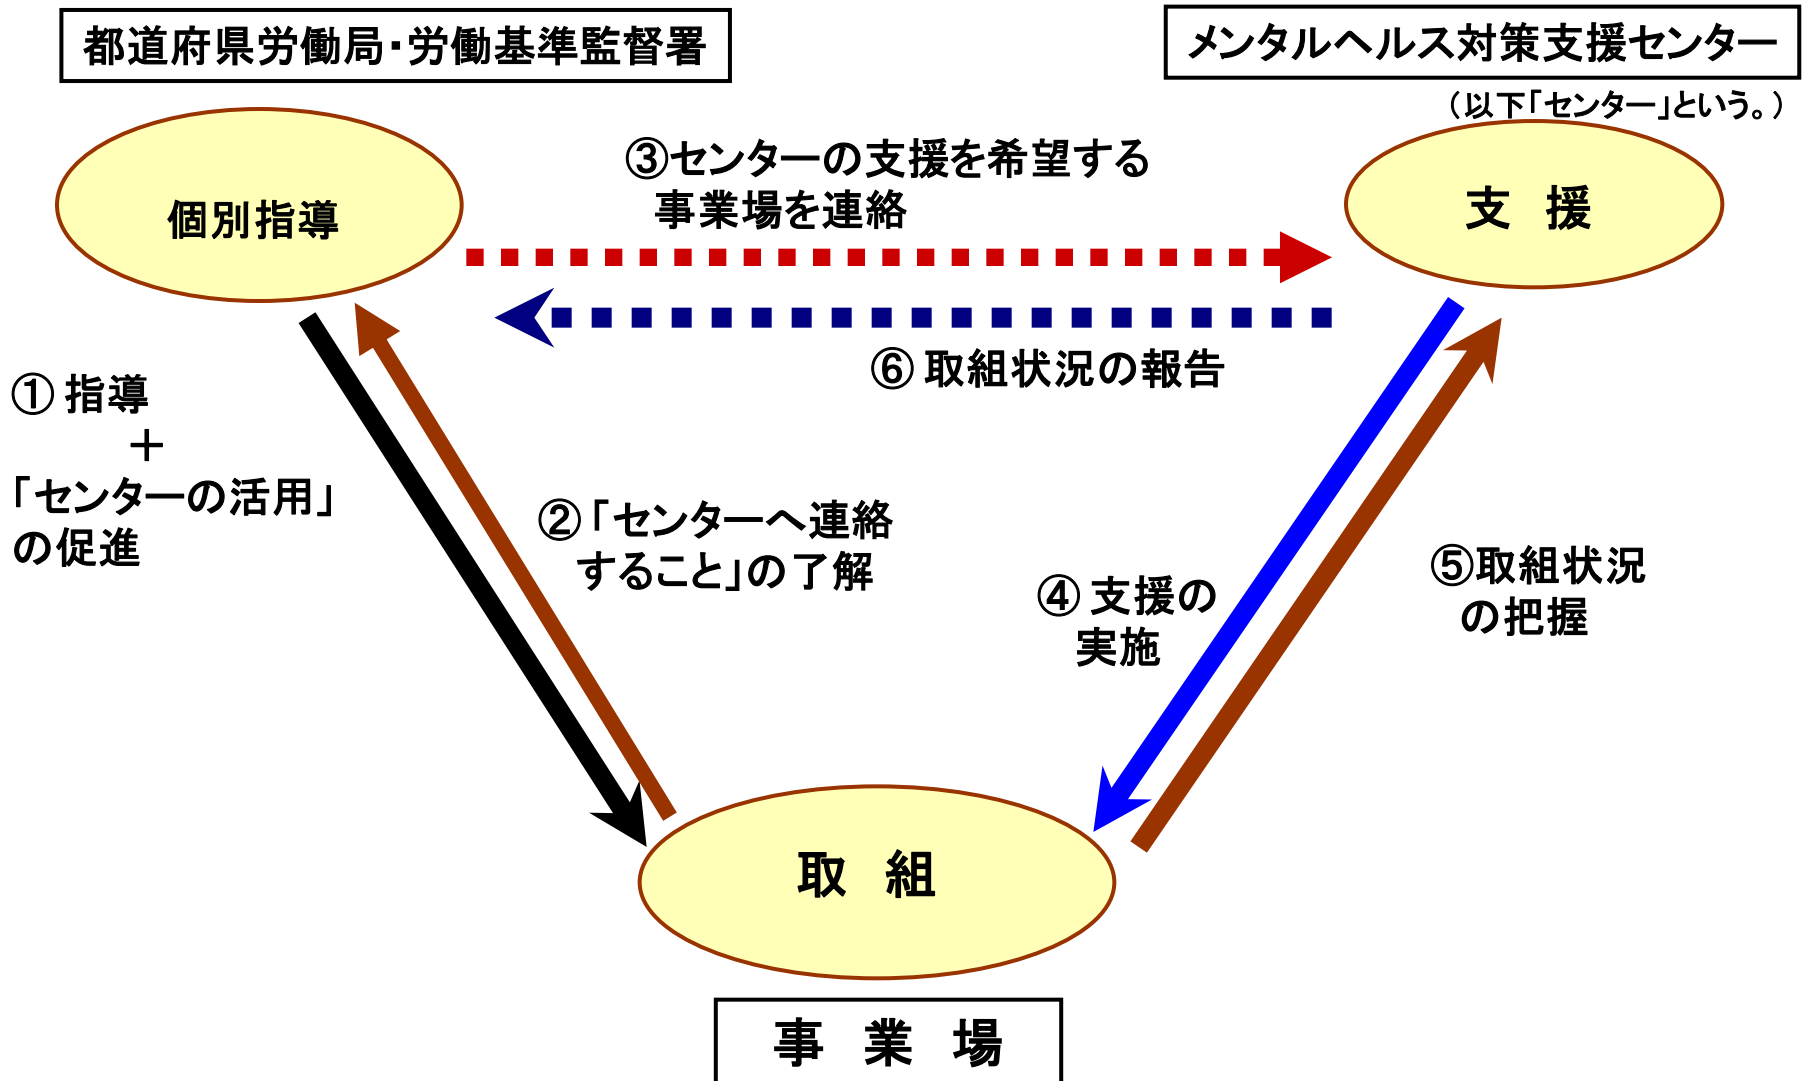 都道府県労働局・労働基準監督署
メンタルヘルス対策支援センター
（以下「センター」という。）
個別指導
支　援
③センターの支援を希望する
事業場を連絡
⑥ 取組状況の報告
① 指導
＋
「センターの活用」
の促進
②「センターへ連絡
すること」の了解
④ 支援の
実施
⑤取組状況
の把握
取　組
事　業　場